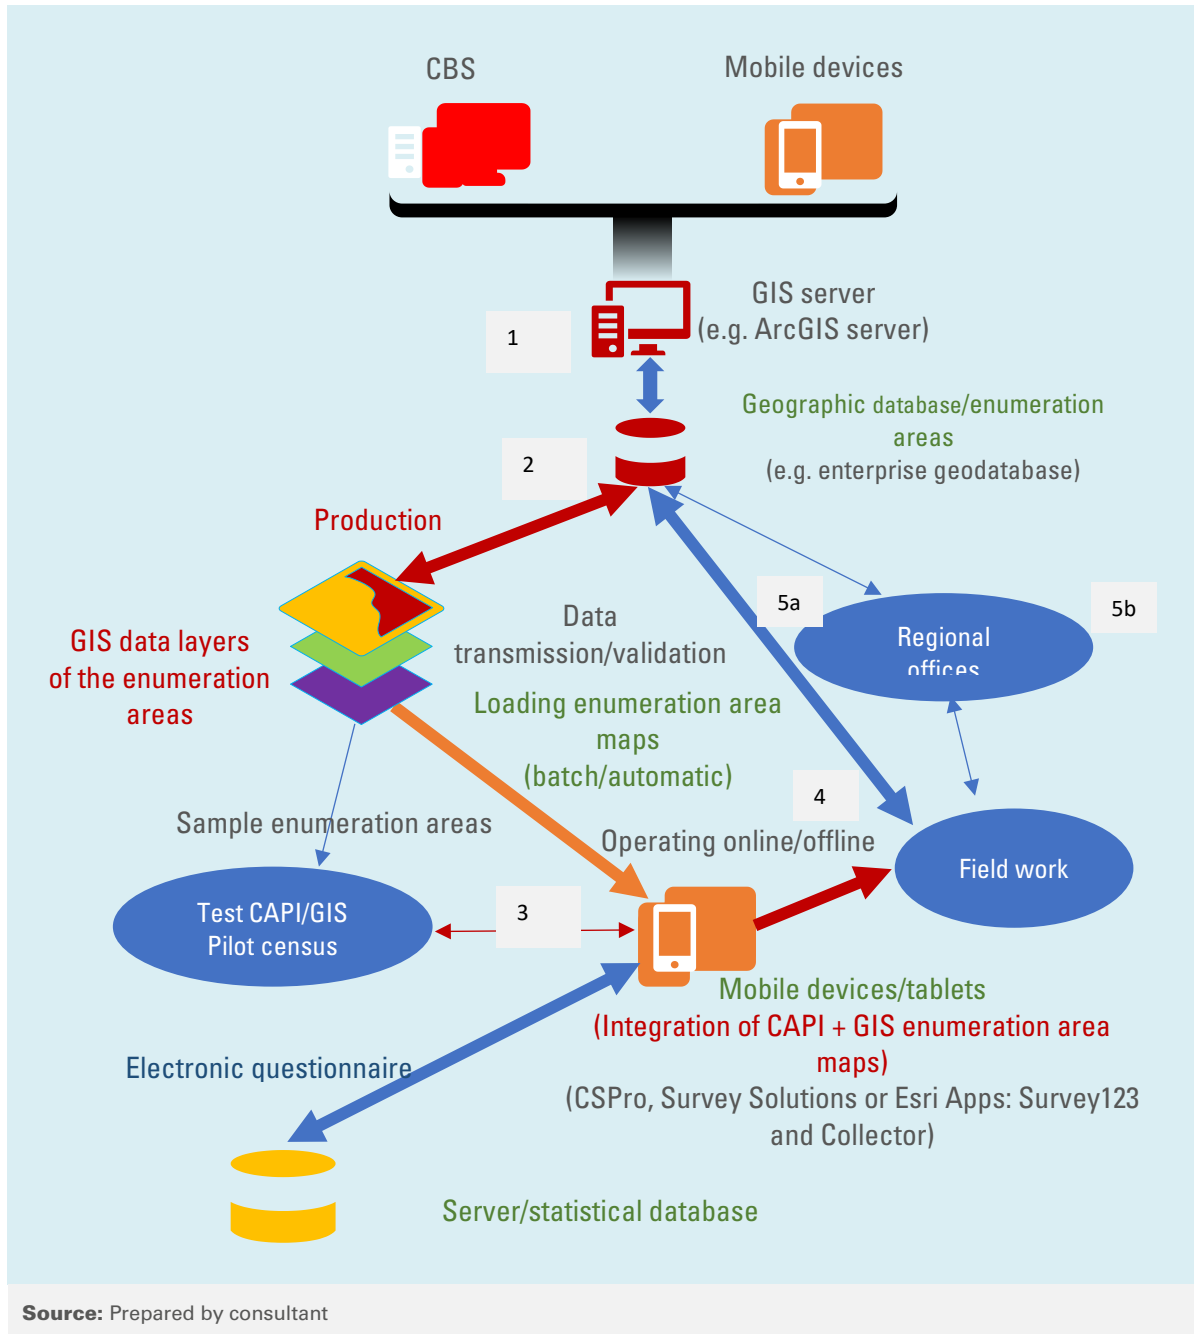 CBS
Mobile devices
GIS server
(e.g. ArcGIS server)
1
Geographic database/enumeration
areas
(e.g. enterprise geodatabase)
2
Production
5a
5b
Regional
offices
GIS data layers
of the enumeration
areas
Data
transmission/validation
Loading enumeration area
maps
(batch/automatic)
4
Sample enumeration areas
Operating online/offline
Field work
Test CAPI/GIS
Pilot census
3
Mobile devices/tablets
(Integration of CAPI + GIS enumeration area
maps)
(CSPro, Survey Solutions or Esri Apps: Survey123
and Collector)
Electronic questionnaire
Server/statistical database
Source: Prepared by consultant